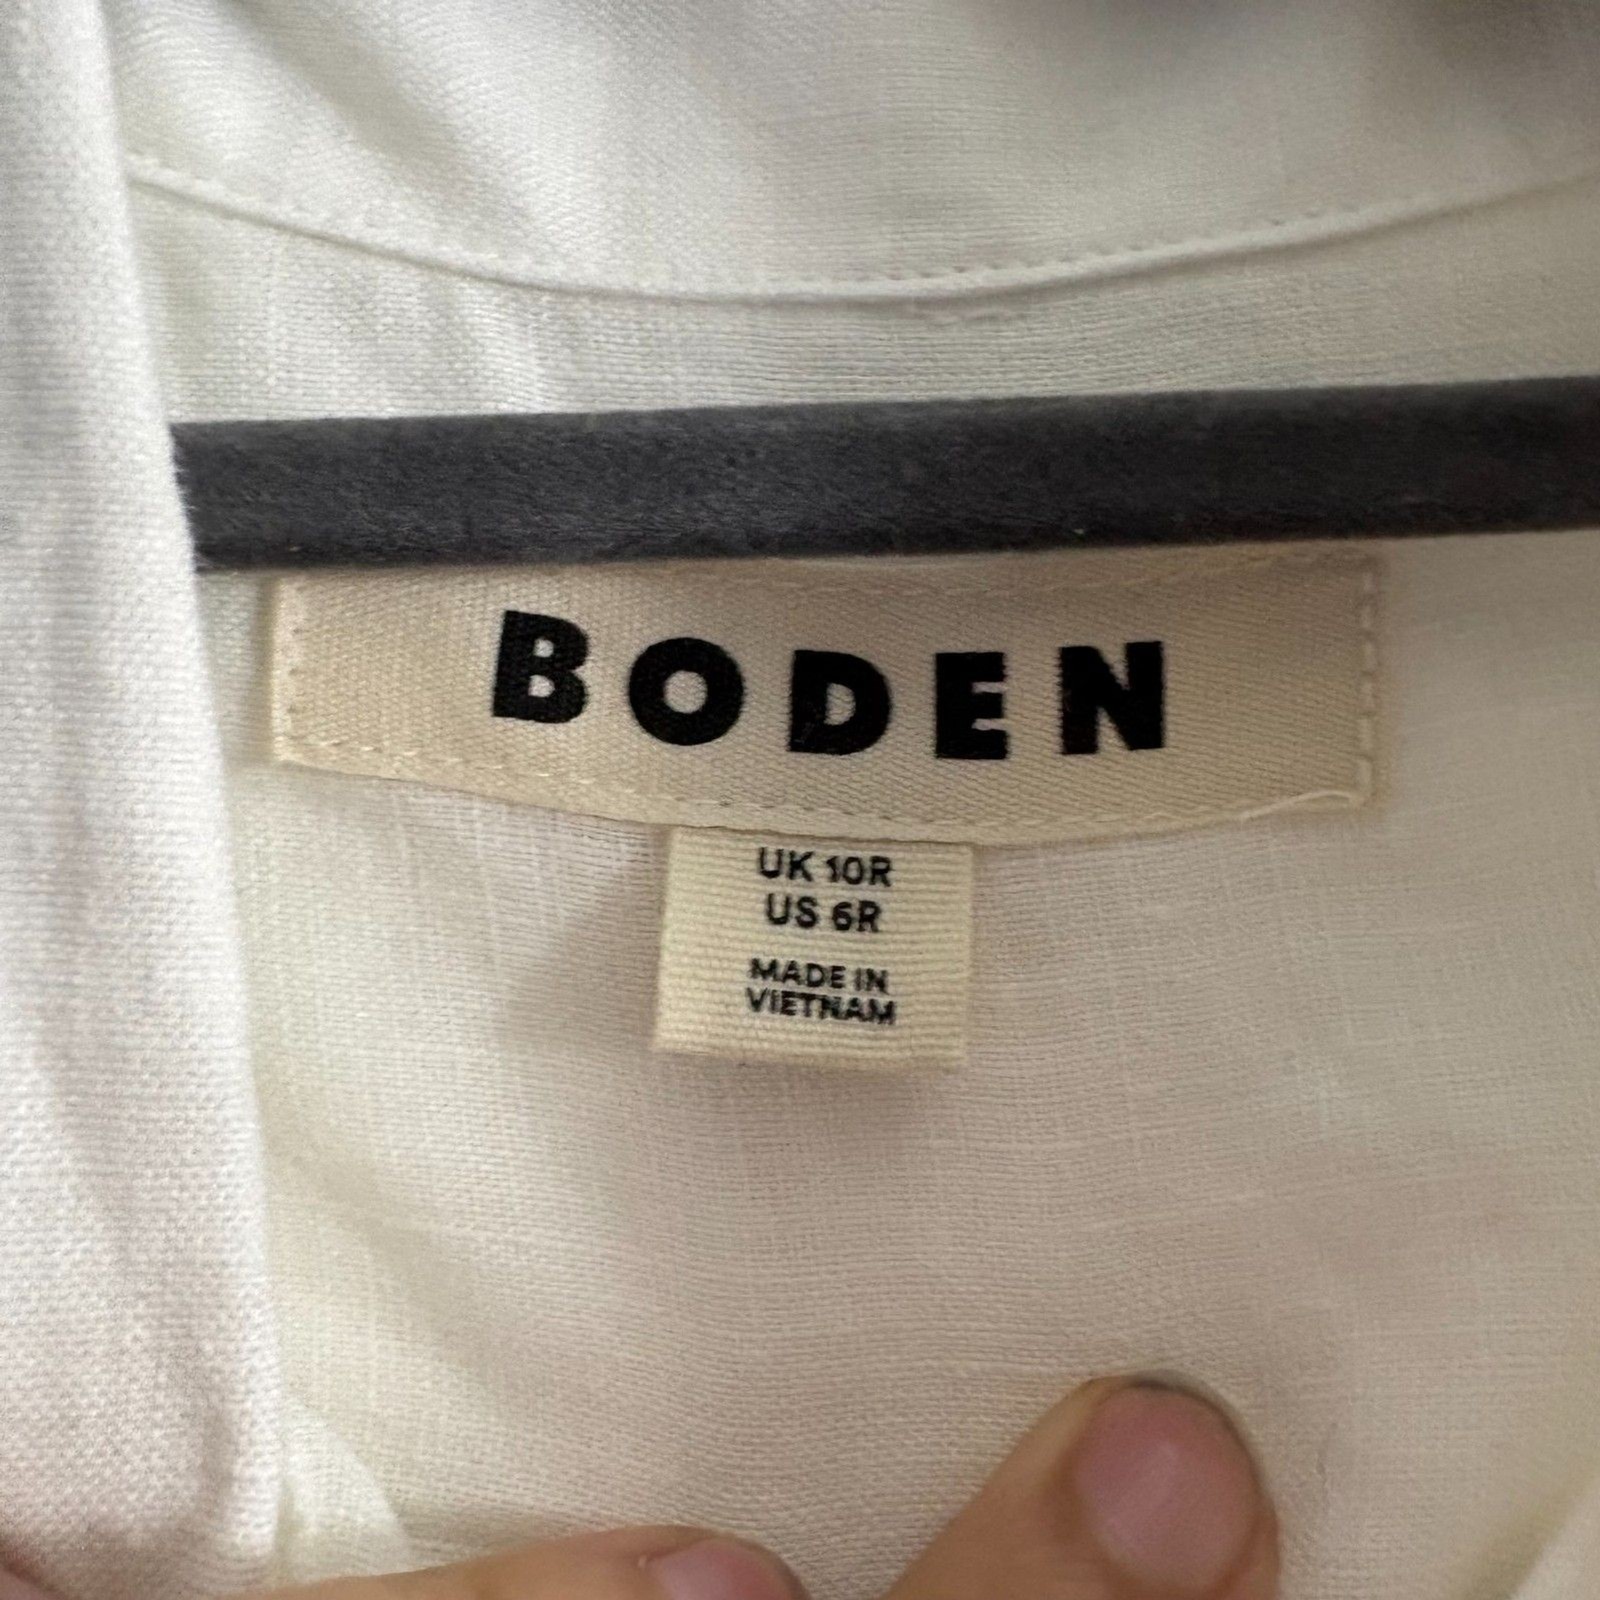 BODEN
UK 10R
US 6R
MADE IN
VIETNAM